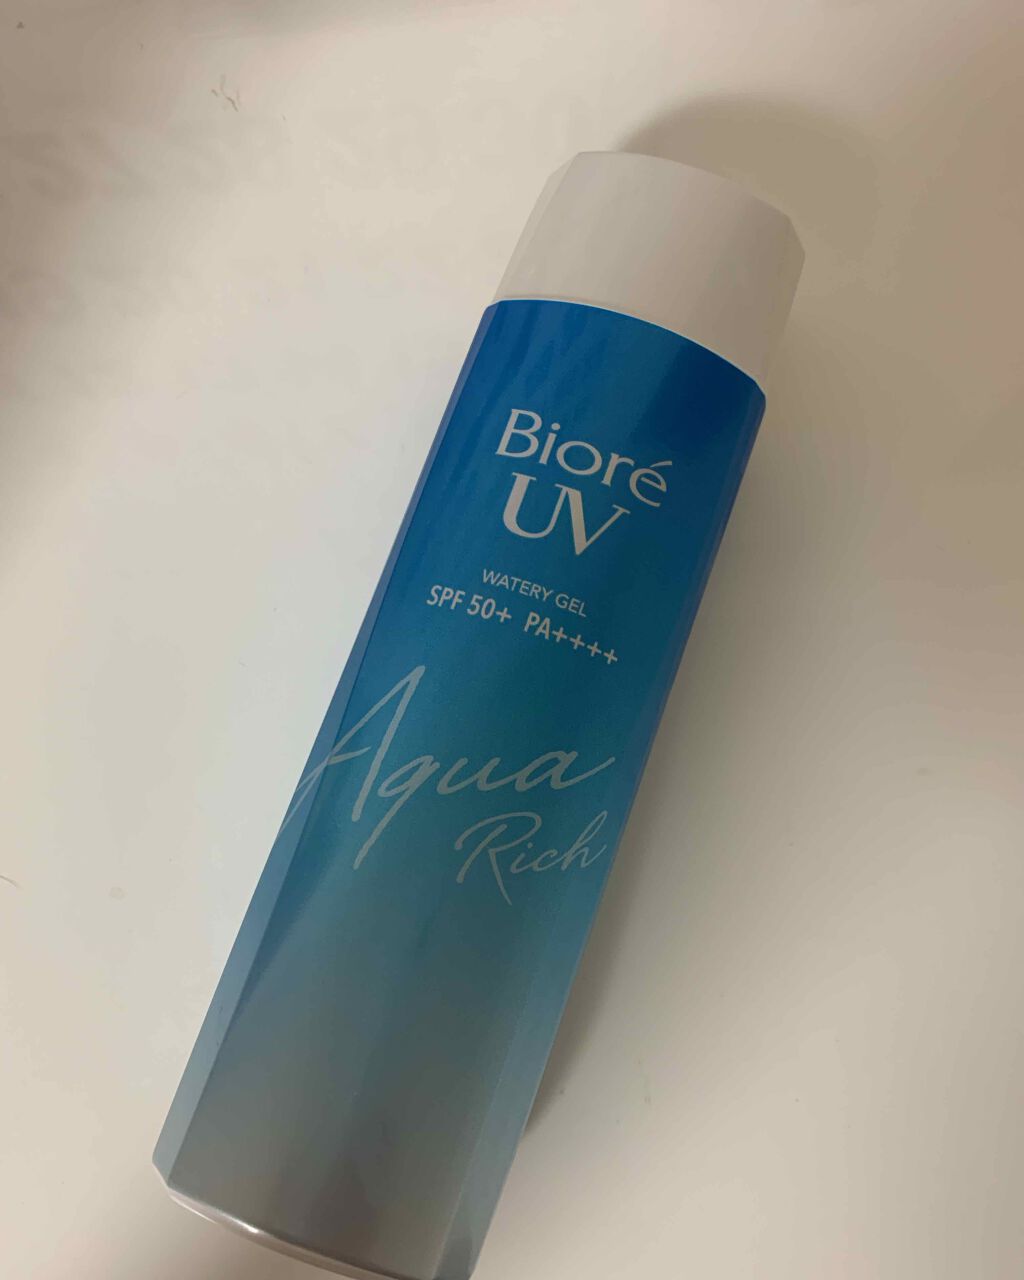 Bioré
UV
WATERY GEL
SPF 50+ PA++++
Aqua
Rich